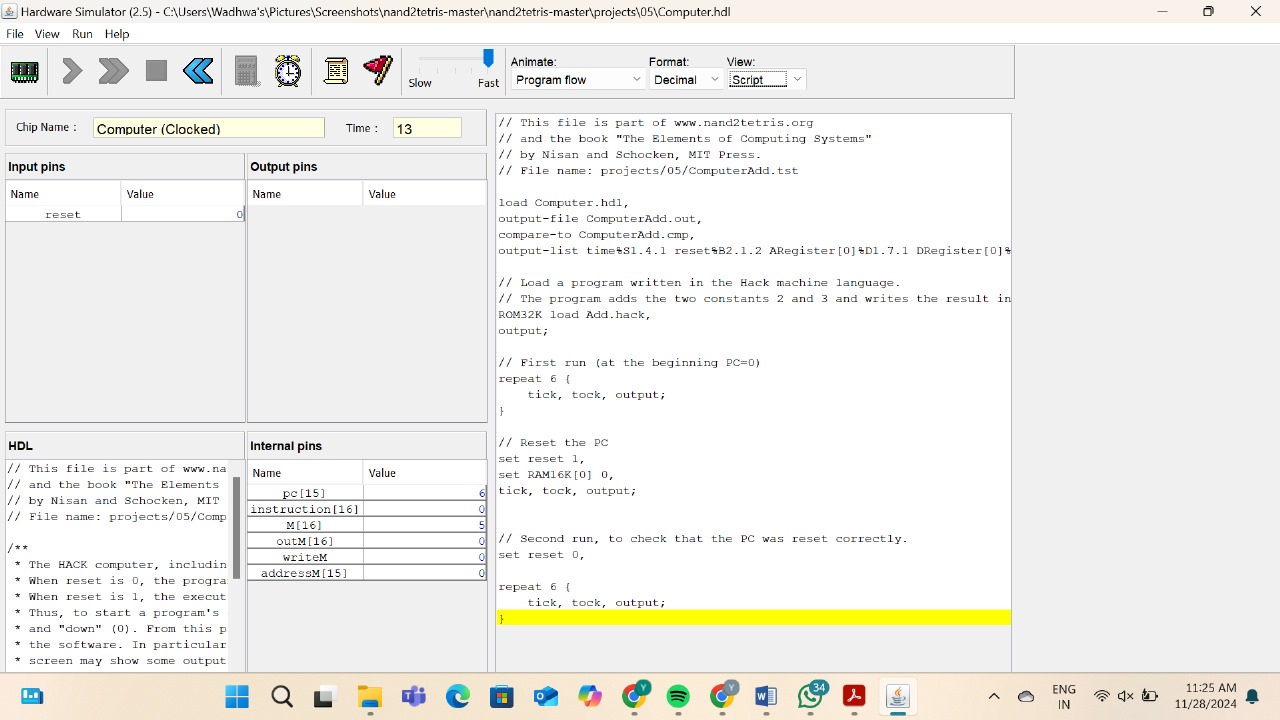 Hardware Simulator (2.5) - C:\Users\Wadhwa's\Pictures\Screenshots\nand2tetris-master\nand2tetris-master\projects\05\Computer.hdl
File View Run Help
Slow Fast
Animate:
Program flow
Format:
Decimal
View:
Script
Chip Name : Computer (Clocked) Time : 13
Input pins
Name Value
reset 0
Output pins
Name Value
HDL
// This file is part of www.na
// and the book "The Elements
// by Nisan and Schocken, MIT
// File name: projects/05/Comp
/**
* The HACK computer, includin
* When reset is 0, the progra
* When reset is 1, the execut
* Thus, to start a program's
* and "down" (0). From this p
* the software. In particular
* screen may show some output
Internal pins
Name Value
pc[15] 6
instruction[16] 0
M[16] 5
outM[16] 0
writeM 0
addressM[15] 0
// This file is part of www.nand2tetris.org
// and the book "The Elements of Computing Systems"
// by Nisan and Schocken, MIT Press.
// File name: projects/05/ComputerAdd.tst
load Computer.hdl,
output-file ComputerAdd.out,
compare-to ComputerAdd.cmp,
output-list time%S1.4.1 reset%B2.1.2 ARegister[0]%D1.7.1 DRegister[0]%
// Load a program written in the Hack machine language.
// The program adds the two constants 2 and 3 and writes the result in
ROM32K load Add.hack,
output;
// First run (at the beginning PC=0)
repeat 6 {
tick, tock, output;
}
// Reset the PC
set reset 1,
set RAM16K[0] 0,
tick, tock, output;
// Second run, to check that the PC was reset correctly.
set reset 0,
repeat 6 {
tick, tock, output;
}
34
ENG
IN
11:25 AM
11/28/2024